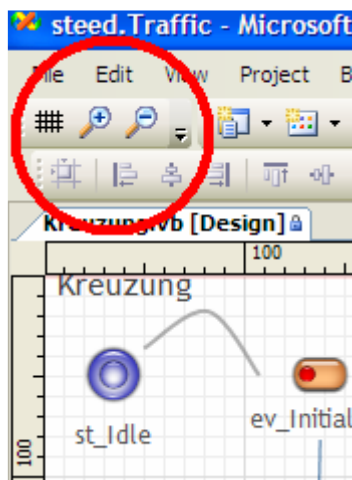 steed.Traffic - Microsoft
File Edit View Project B
Kreuzung.vb [Design]
100
Kreuzung
st_Idle
ev_Initial
100